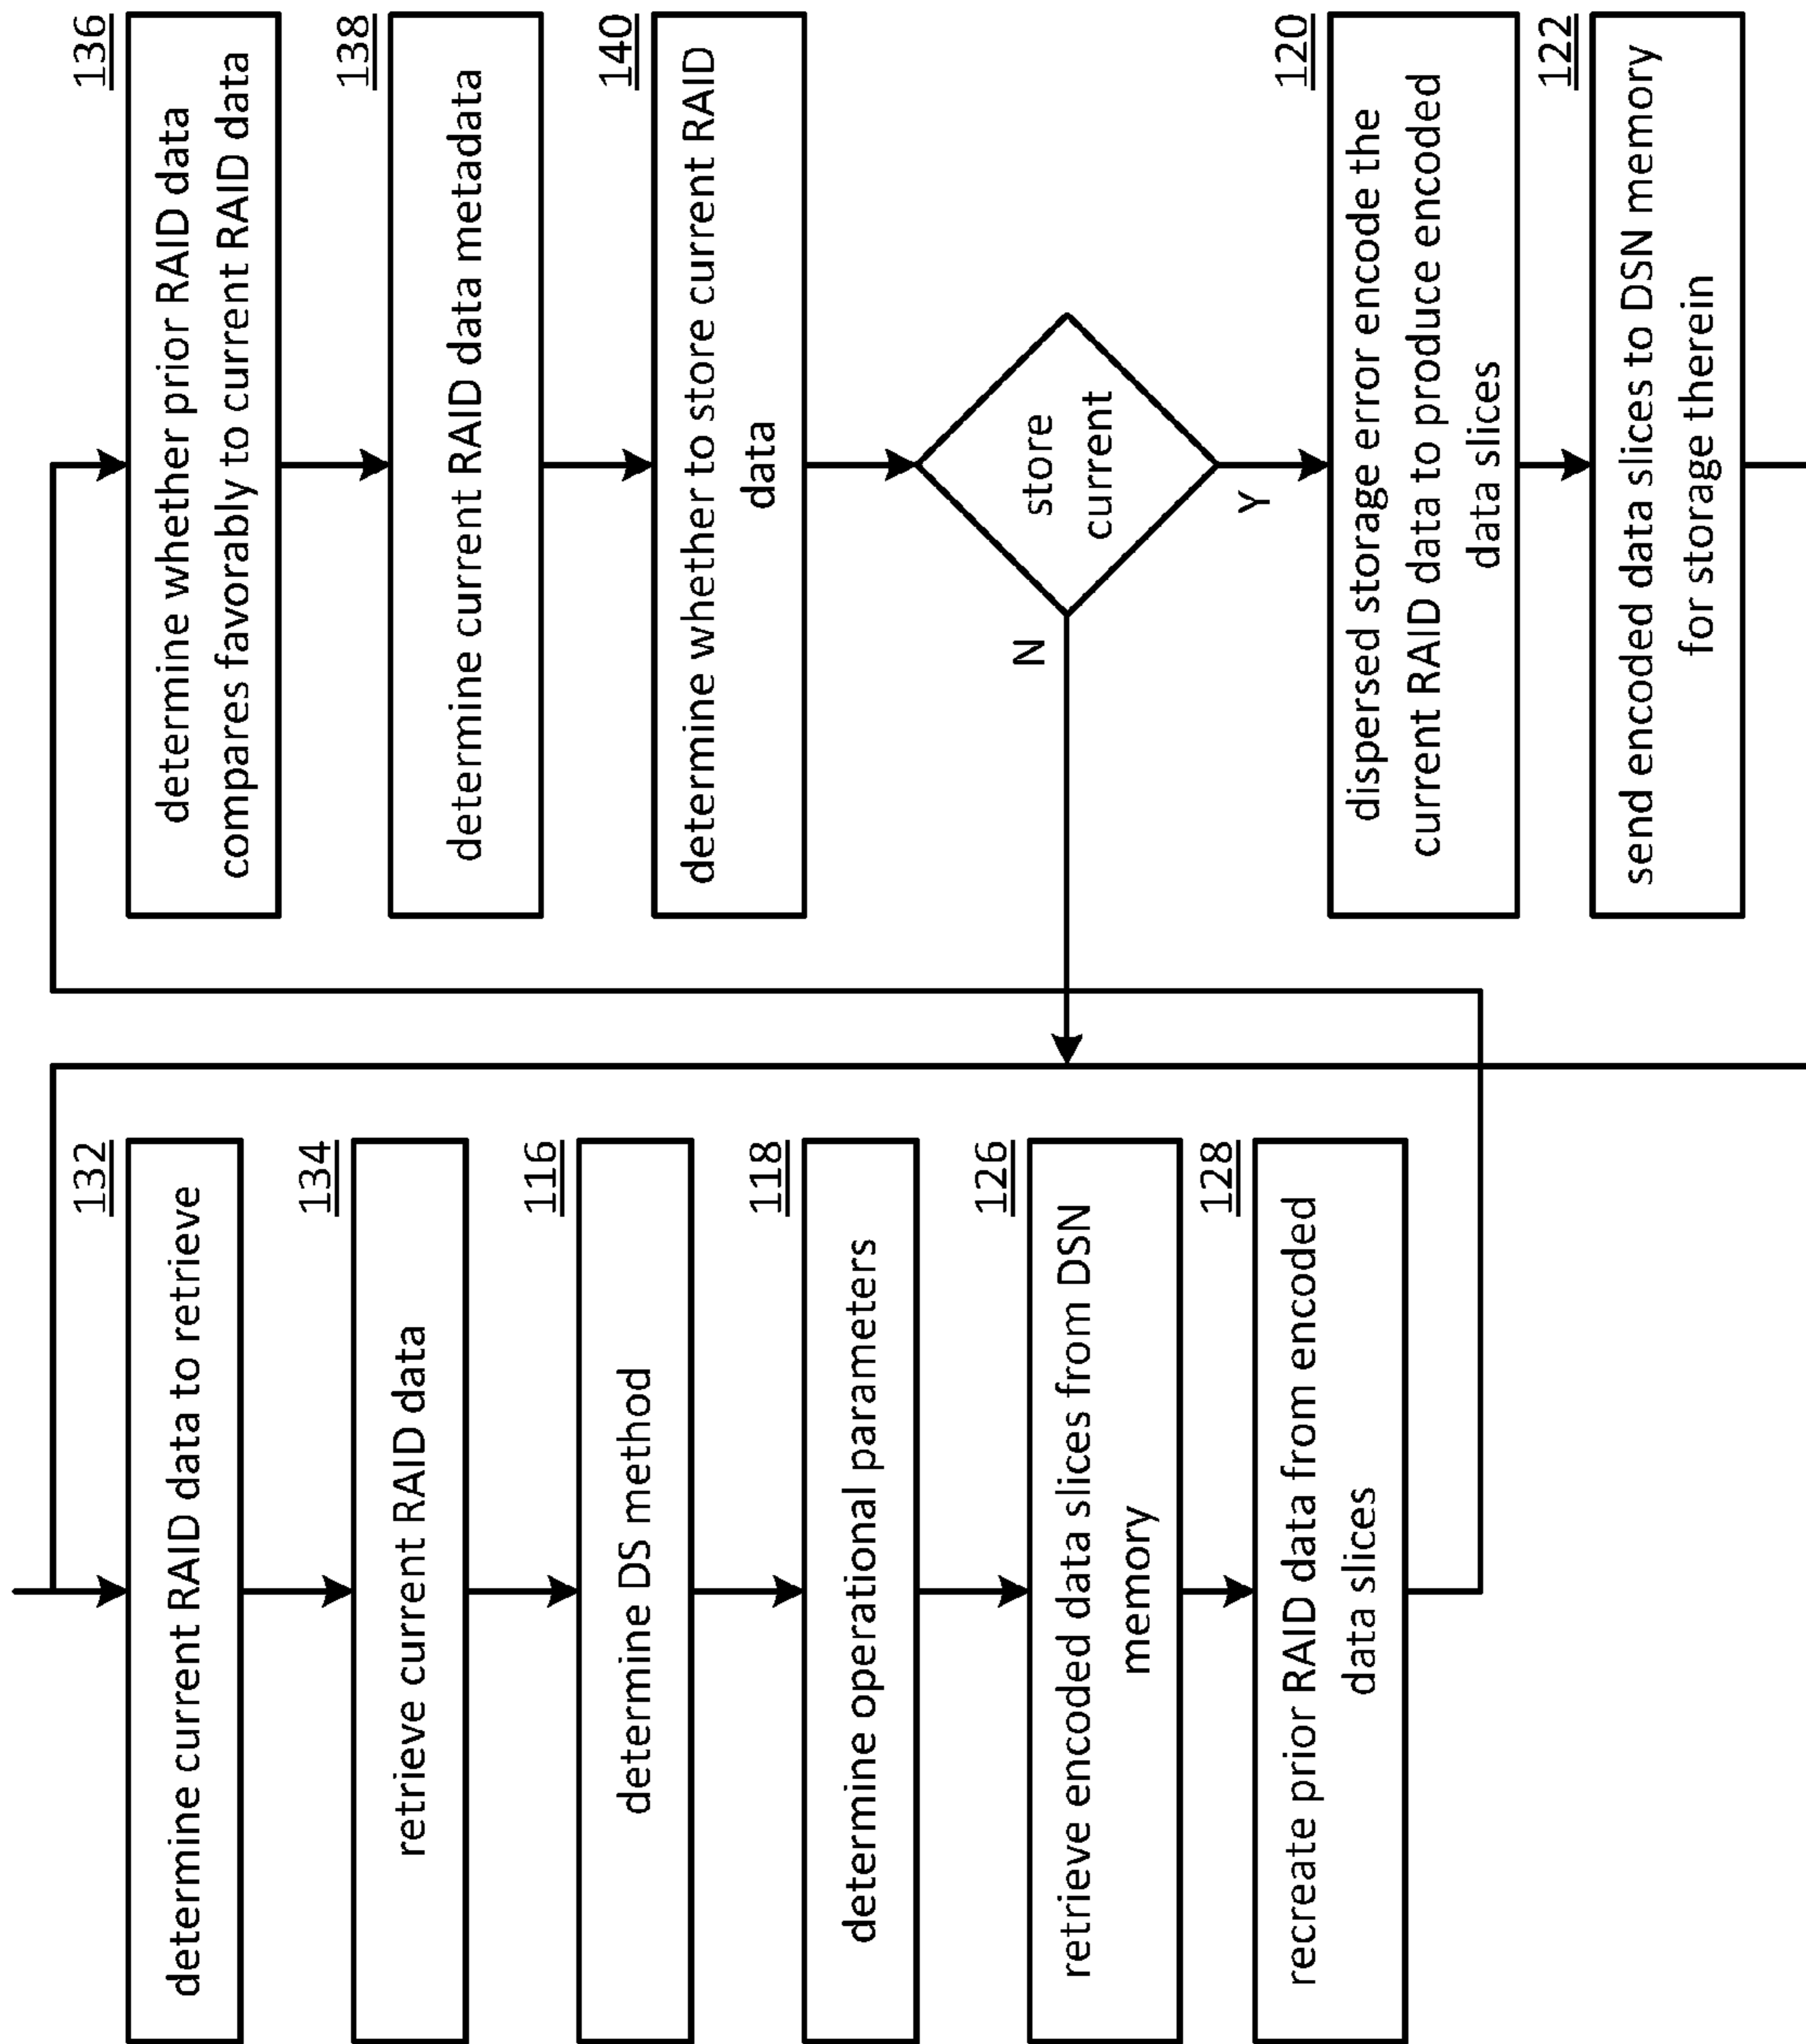 132
determine current RAID data to retrieve
134
retrieve current RAID data
116
determine DS method
118
determine operational parameters
126
retrieve encoded data slices from DSN
memory
128
recreate prior RAID data from encoded
data slices
136
determine whether prior RAID data
compares favorably to current RAID data
138
determine current RAID data metadata
140
determine whether to store current RAID
data
store
current
N
Y
120
dispersed storage error encode the
current RAID data to produce encoded
data slices
122
send encoded data slices to DSN memory
for storage therein